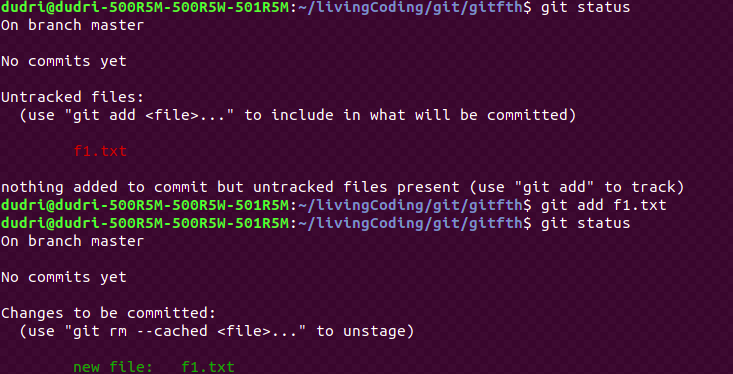 dudri@dudri-500R5M-500R5W-501R5M:~/livingCoding/git/gitfth$ git status
On branch master
No commits yet
Untracked files:
(use "git add <file>..." to include in what will be committed)
f1.txt
nothing added to commit but untracked files present (use "git add" to track)
dudri@dudri-500R5M-500R5W-501R5M:~/livingCoding/git/gitfth$ git add f1.txt
dudri@dudri-500R5M-500R5W-501R5M:~/livingCoding/git/gitfth$ git status
On branch master
No commits yet
Changes to be committed:
(use "git rm --cached <file>..." to unstage)
new file: f1.txt